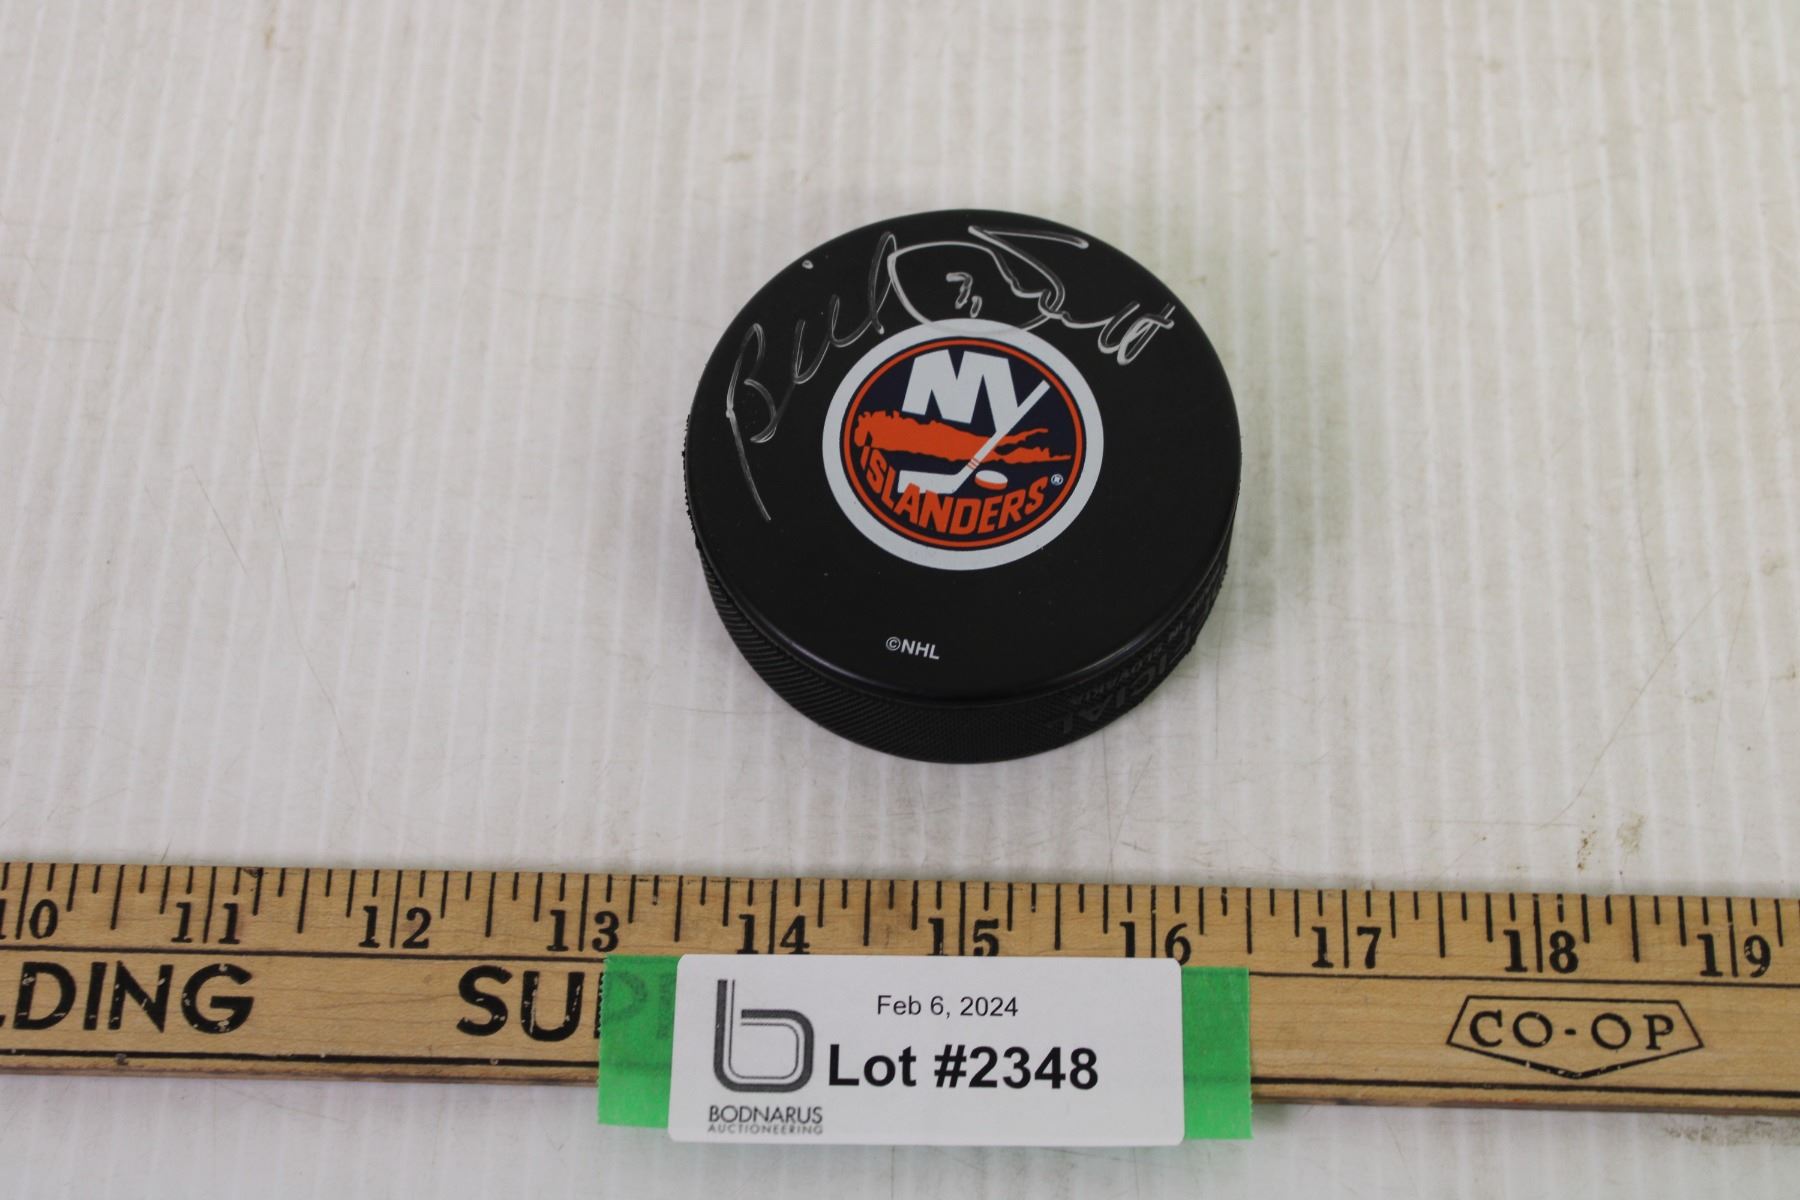 NY
ISLANDERS®
©NHL
10 11 12 13 14 15 16 17 18 19
DING SU
CO-OP
Feb 6, 2024
Lot #2348
BODNARUS
AUCTIONEERING